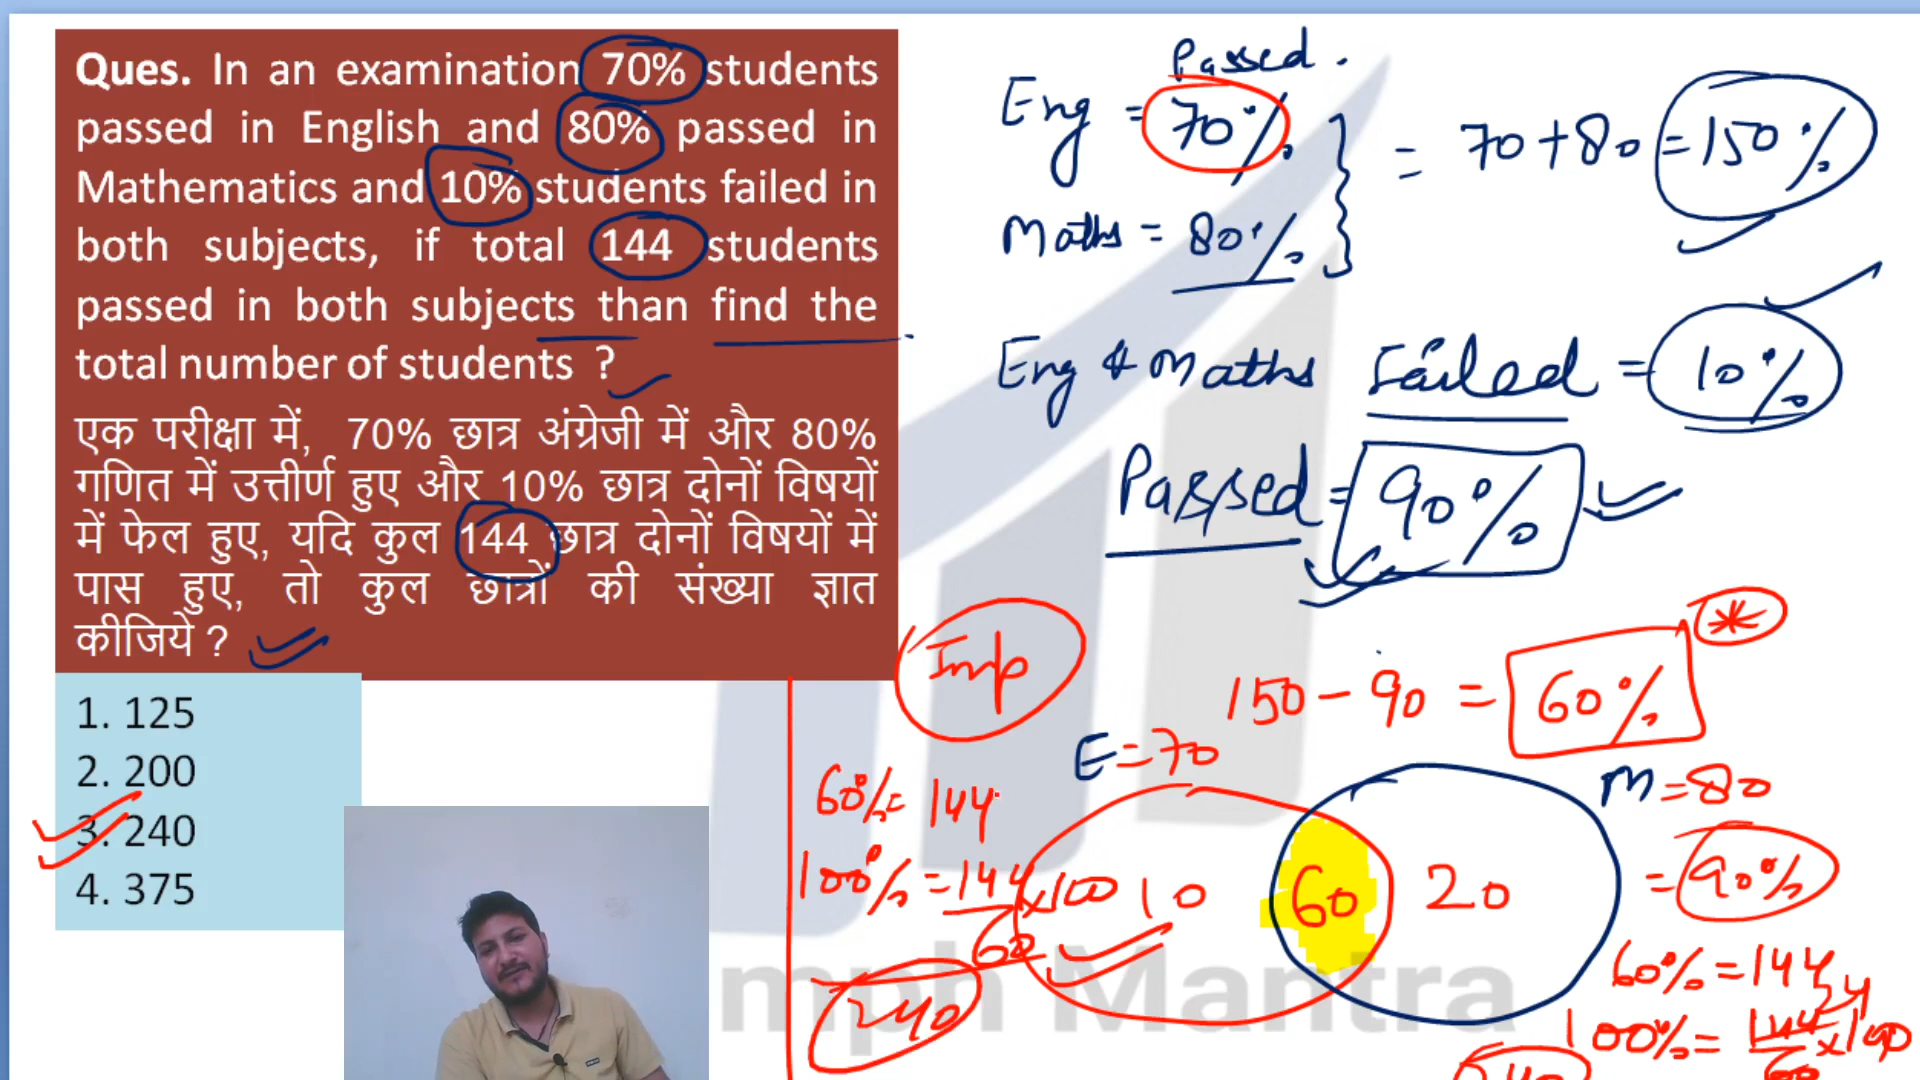 Ques. In an examination 70% students
passed in English and 80% passed in
Mathematics and 10% students failed in
both subjects, if total 144 students
passed in both subjects than find the
total number of students ?
एक परीक्षा में, 70% छात्र अंग्रेजी में और 80%
गणित में उत्तीर्ण हुए और 10% छात्र दोनों विषयों
में फेल हुए, यदि कुल 144 छात्र दोनों विषयों में
पास हुए, तो कुल छात्रों की संख्या ज्ञात
कीजिये ?
1. 125
2. 200
3. 240
4. 375
Passed.
Eng = 70%
Maths = 80%
= 70+80 = 150%
Eng & Maths Failed = 10%
Passed = 90%
Imp
150 - 90 = 60%
E = 70
M = 80
60% = 144
100% = 144/60 × 100
240
10 60 20
= 90%
60% = 144
100% = 144/60 × 100
24
240
mph Mantra